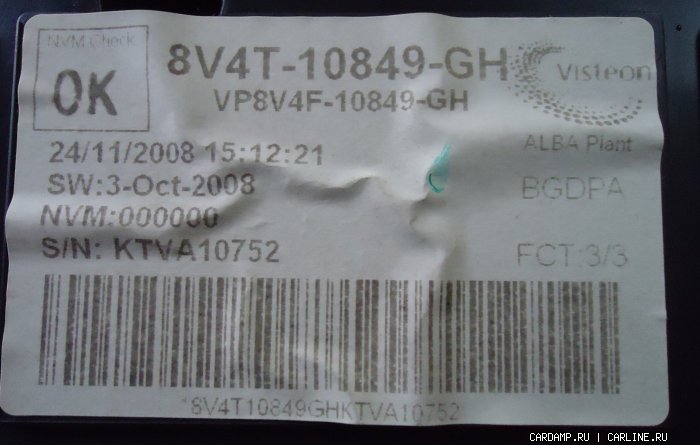 NVM Check
OK
8V4T-10849-GH
VP8V4F-10849-GH
Visteon
ALBA Plant
24/11/2008 15:12:21
SW:3-Oct-2008
BGDPA
NVM:000000
S/N: KTVA10752
FCT:3/3
*8V4T10849GHKTVA10752
CARDAMP.RU | CARLINE.RU